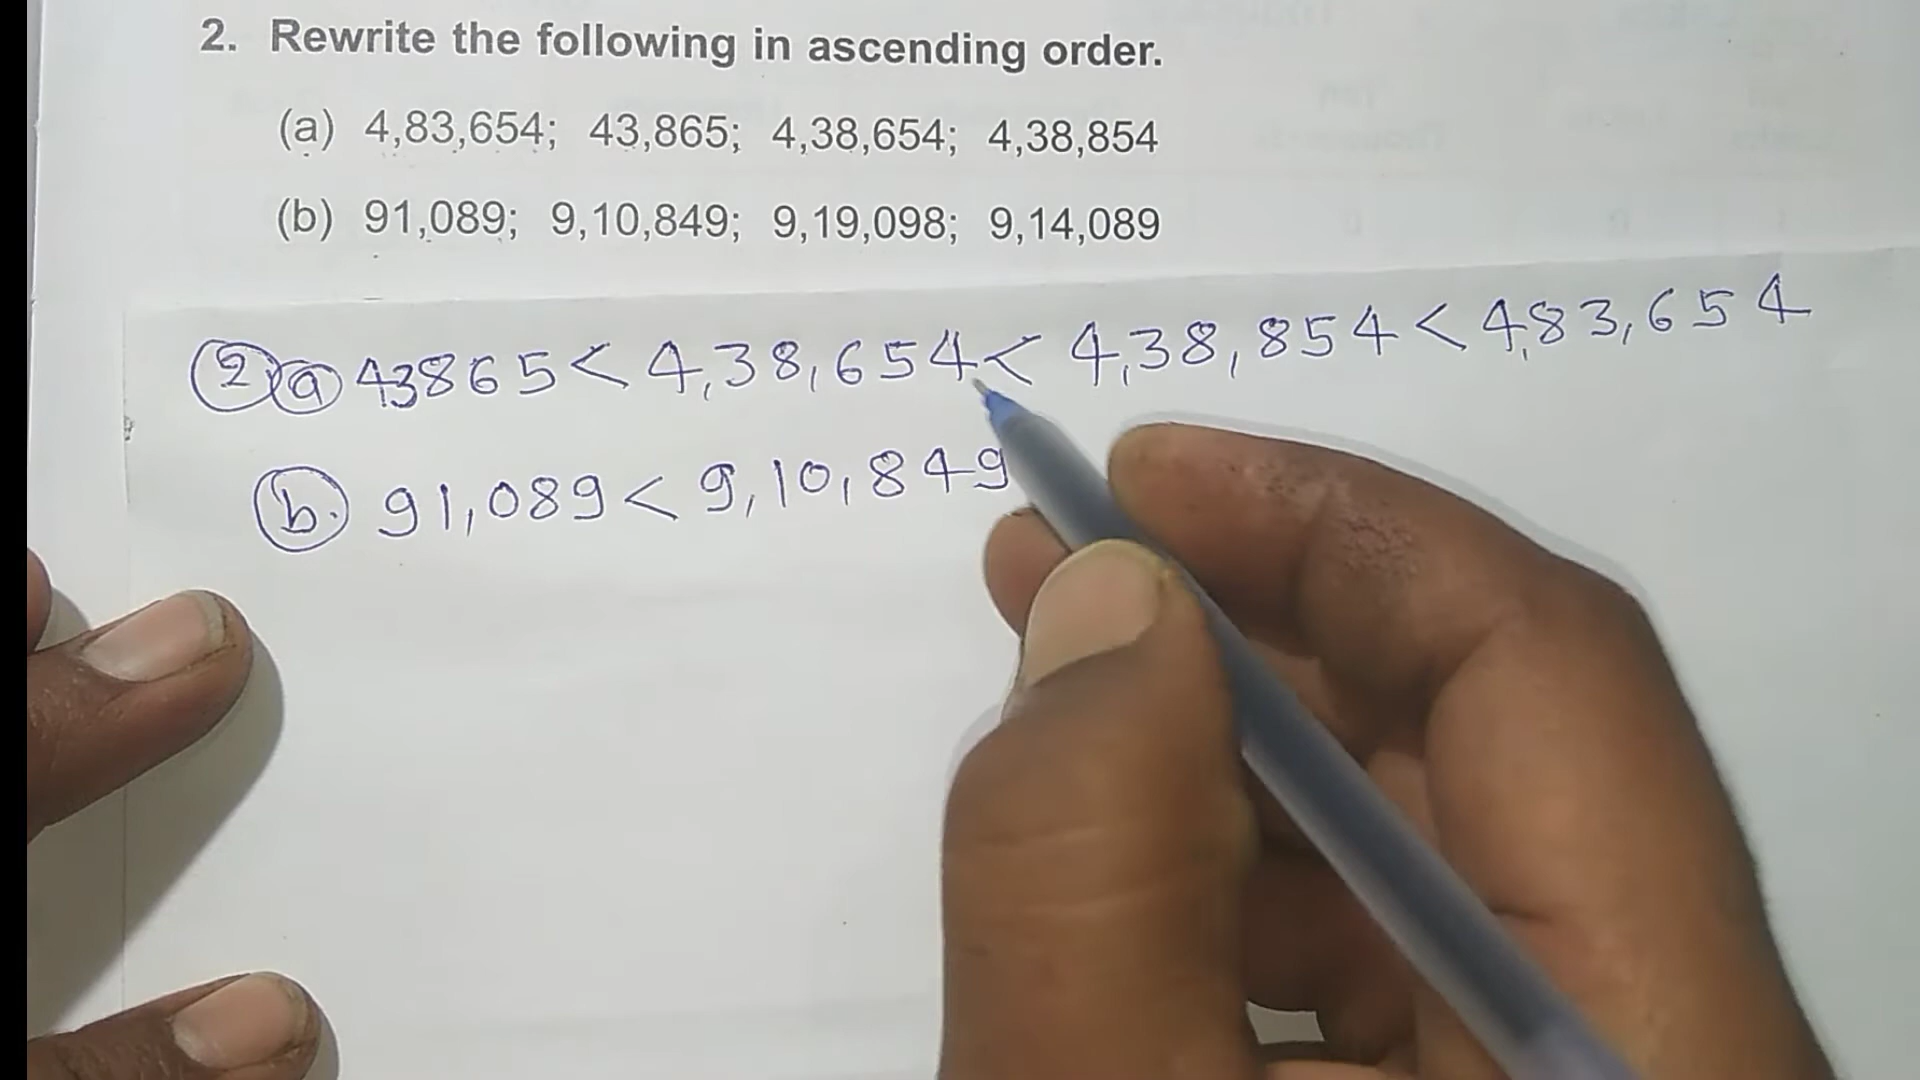 2. Rewrite the following in ascending order.
(a) 4,83,654; 43,865; 4,38,654; 4,38,854
(b) 91,089; 9,10,849; 9,19,098; 9,14,089
2 a 43865 < 4,38,654 < 4,38,854 < 4,83,654
b. 91,089 < 9,10,849